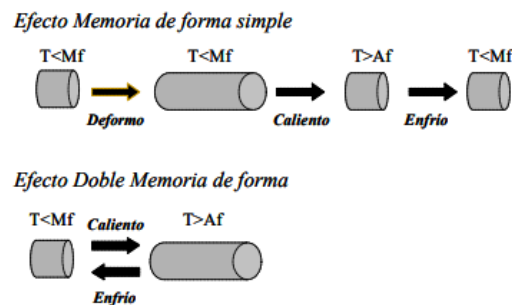 Efecto Memoria de forma simple
T<Mf T<Mf T>Af T<Mf
Deformo Caliento Enfrío
Efecto Doble Memoria de forma
T<Mf Caliento T>Af
Enfrío